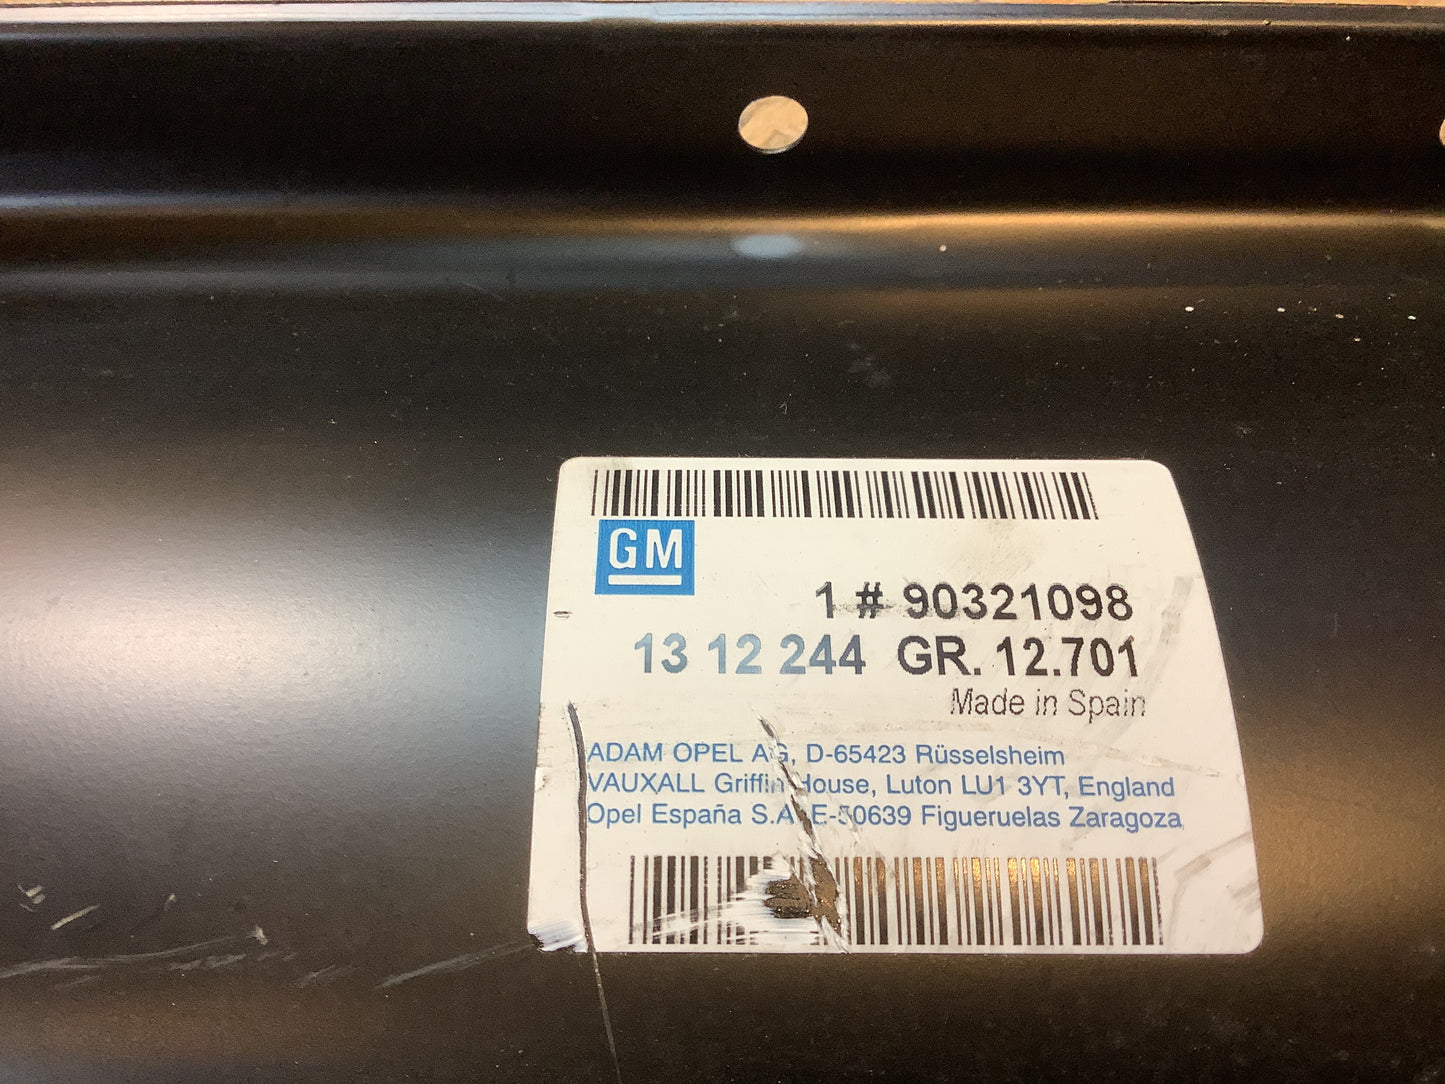 GM
1 # 90321098
13 12 244 GR. 12.701
Made in Spain
ADAM OPEL AG, D-65423 Rüsselsheim
VAUXALL Griffin House, Luton LU1 3YT, England
Opel España S.A. E-50639 Figueruelas Zaragoza,